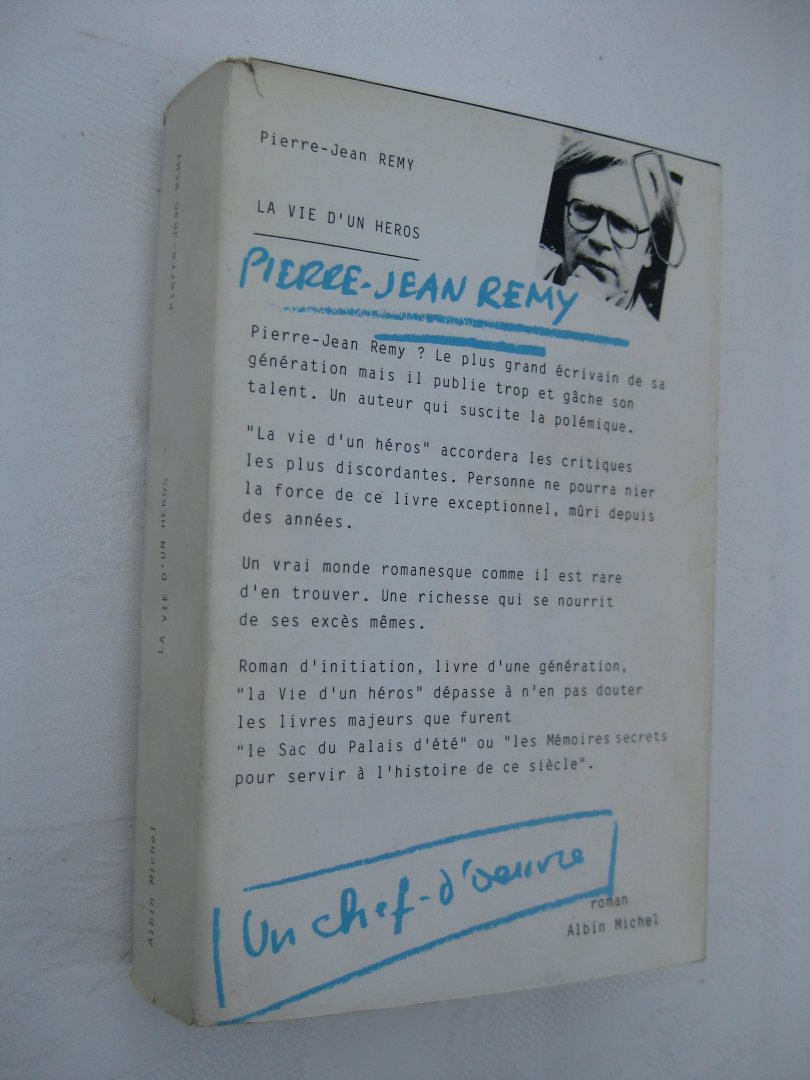 Pierre-Jean REMY
LA VIE D'UN HEROS
PIERRE-JEAN REMY
Pierre-Jean Remy ? Le plus grand écrivain de sa
génération mais il publie trop et gâche son
talent. Un auteur qui suscite la polémique.
"La vie d'un héros" accordera les critiques
les plus discordantes. Personne ne pourra nier
la force de ce livre exceptionnel, mûri depuis
des années.
Un vrai monde romanesque comme il est rare
d'en trouver. Une richesse qui se nourrit
de ses excès mêmes.
Roman d'initiation, livre d'une génération,
"la Vie d'un héros" dépasse à n'en pas douter
les livres majeurs que furent
"le Sac du Palais d'été" ou "les Mémoires secrets
pour servir à l'histoire de ce siècle".
Un chef-d'oeuvre
roman
Albin Michel
Pierre-Jean REMY
LA VIE D'UN HEROS
Albin Michel